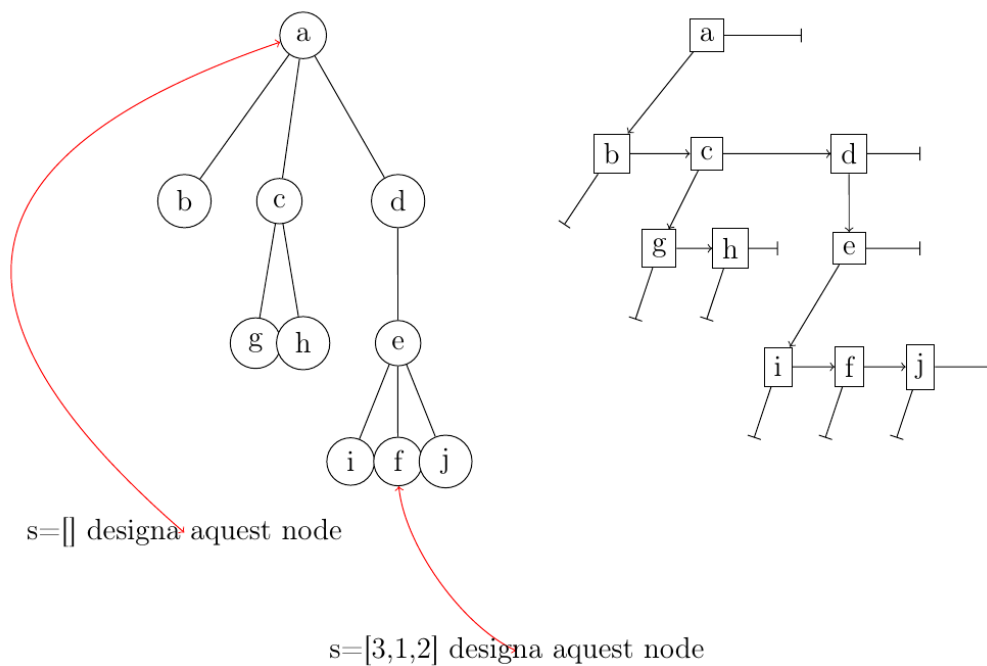 a
a
b
c
d
b
c
d
g
h
e
g
h
e
i
f
j
i
f
j
s=[] designa aquest node
s=[3,1,2] designa aquest node